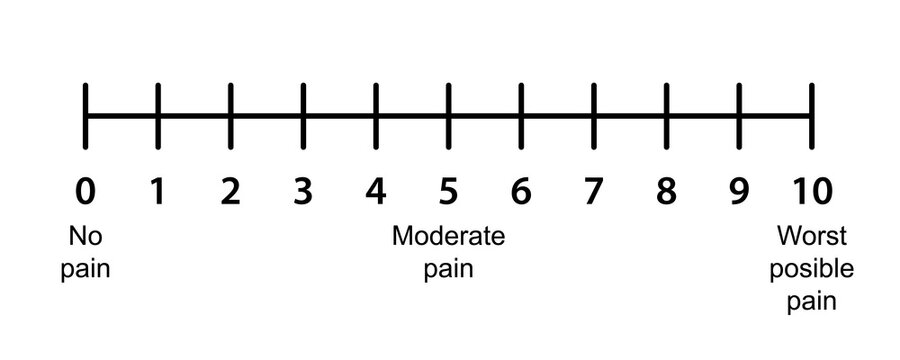 0 1 2 3 4 5 6 7 8 9 10
No Moderate Worst
pain pain posible
pain